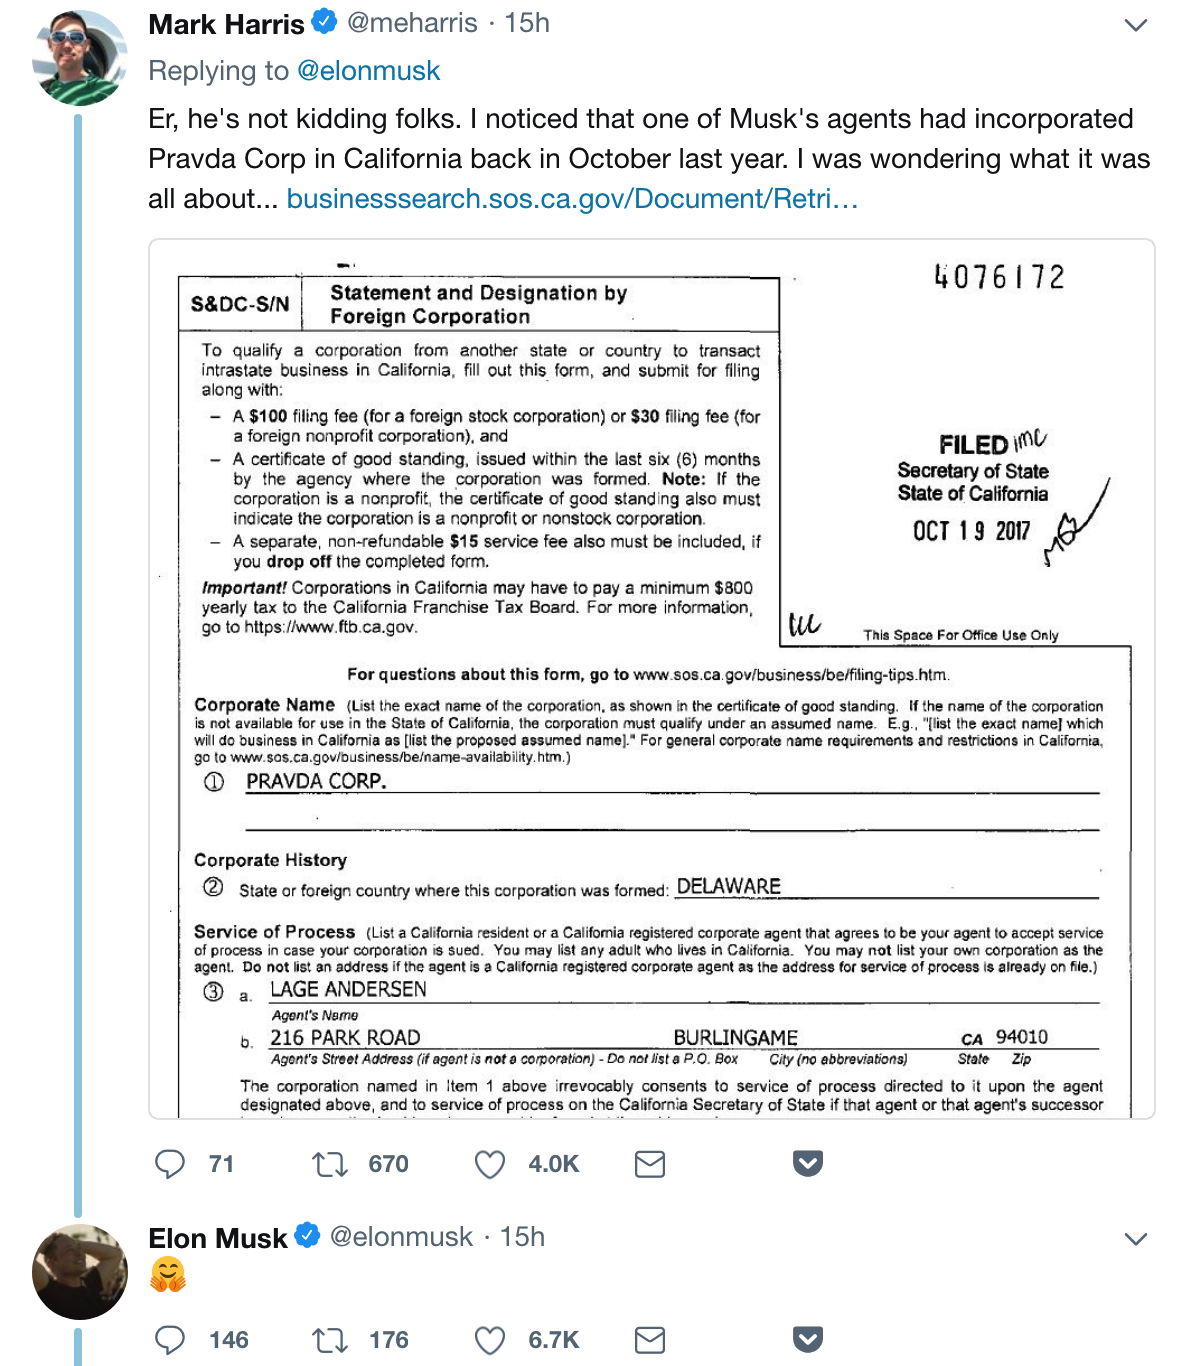 Mark Harris @meharris · 15h
Replying to @elonmusk
Er, he's not kidding folks. I noticed that one of Musk's agents had incorporated
Pravda Corp in California back in October last year. I was wondering what it was
all about... businesssearch.sos.ca.gov/Document/Retri…
4076172
S&DC-S/N
Statement and Designation by
Foreign Corporation
To qualify a corporation from another state or country to transact
intrastate business in California, fill out this form, and submit for filing
along with:
– A $100 filing fee (for a foreign stock corporation) or $30 filing fee (for
a foreign nonprofit corporation), and
– A certificate of good standing, issued within the last six (6) months
by the agency where the corporation was formed. Note: If the
corporation is a nonprofit, the certificate of good standing also must
indicate the corporation is a nonprofit or nonstock corporation.
– A separate, non-refundable $15 service fee also must be included, if
you drop off the completed form.
Important! Corporations in California may have to pay a minimum $800
yearly tax to the California Franchise Tax Board. For more information,
go to https://www.ftb.ca.gov.
FILED
Secretary of State
State of California
OCT 19 2017
This Space For Office Use Only
For questions about this form, go to www.sos.ca.gov/business/be/filing-tips.htm.
Corporate Name (List the exact name of the corporation, as shown in the certificate of good standing. If the name of the corporation
is not available for use in the State of California, the corporation must qualify under an assumed name. E.g., "[list the exact name] which
will do business in California as [list the proposed assumed name]." For general corporate name requirements and restrictions in California,
go to www.sos.ca.gov/business/be/name-availability.htm.)
① PRAVDA CORP.
Corporate History
② State or foreign country where this corporation was formed: DELAWARE
Service of Process (List a California resident or a California registered corporate agent that agrees to be your agent to accept service
of process in case your corporation is sued. You may list any adult who lives in California. You may not list your own corporation as the
agent. Do not list an address if the agent is a California registered corporate agent as the address for service of process is already on file.)
③ a. LAGE ANDERSEN
Agent's Name
b. 216 PARK ROAD BURLINGAME CA 94010
Agent's Street Address (if agent is not a corporation) - Do not list a P.O. Box City (no abbreviations) State Zip
The corporation named in Item 1 above irrevocably consents to service of process directed to it upon the agent
designated above, and to service of process on the California Secretary of State if that agent or that agent's successor
71 670 4.0K
Elon Musk @elonmusk · 15h
🤗
146 176 6.7K